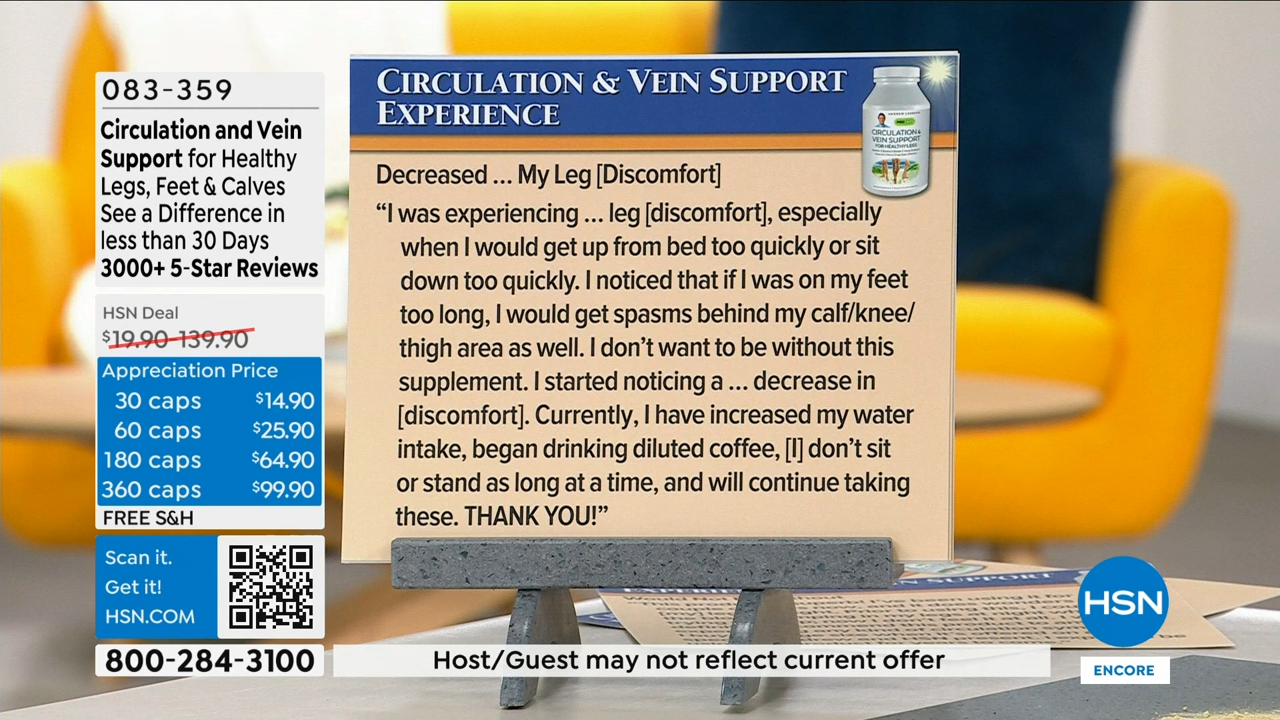 083-359
Circulation and Vein
Support for Healthy
Legs, Feet & Calves
See a Difference in
less than 30 Days
3000+ 5-Star Reviews
HSN Deal
$19.90-139.90
Appreciation Price
30 caps $14.90
60 caps $25.90
180 caps $64.90
360 caps $99.90
FREE S&H
Scan it.
Get it!
HSN.COM
800-284-3100
CIRCULATION & VEIN SUPPORT
EXPERIENCE
CIRCULATION &
VEIN SUPPORT
FOR HEALTHY LEGS
Decreased ... My Leg [Discomfort]
“I was experiencing ... leg [discomfort], especially
when I would get up from bed too quickly or sit
down too quickly. I noticed that if I was on my feet
too long, I would get spasms behind my calf/knee/
thigh area as well. I don’t want to be without this
supplement. I started noticing a ... decrease in
[discomfort]. Currently, I have increased my water
intake, began drinking diluted coffee, [I] don’t sit
or stand as long at a time, and will continue taking
these. THANK YOU!”
SUPPORT
Host/Guest may not reflect current offer
HSN
ENCORE